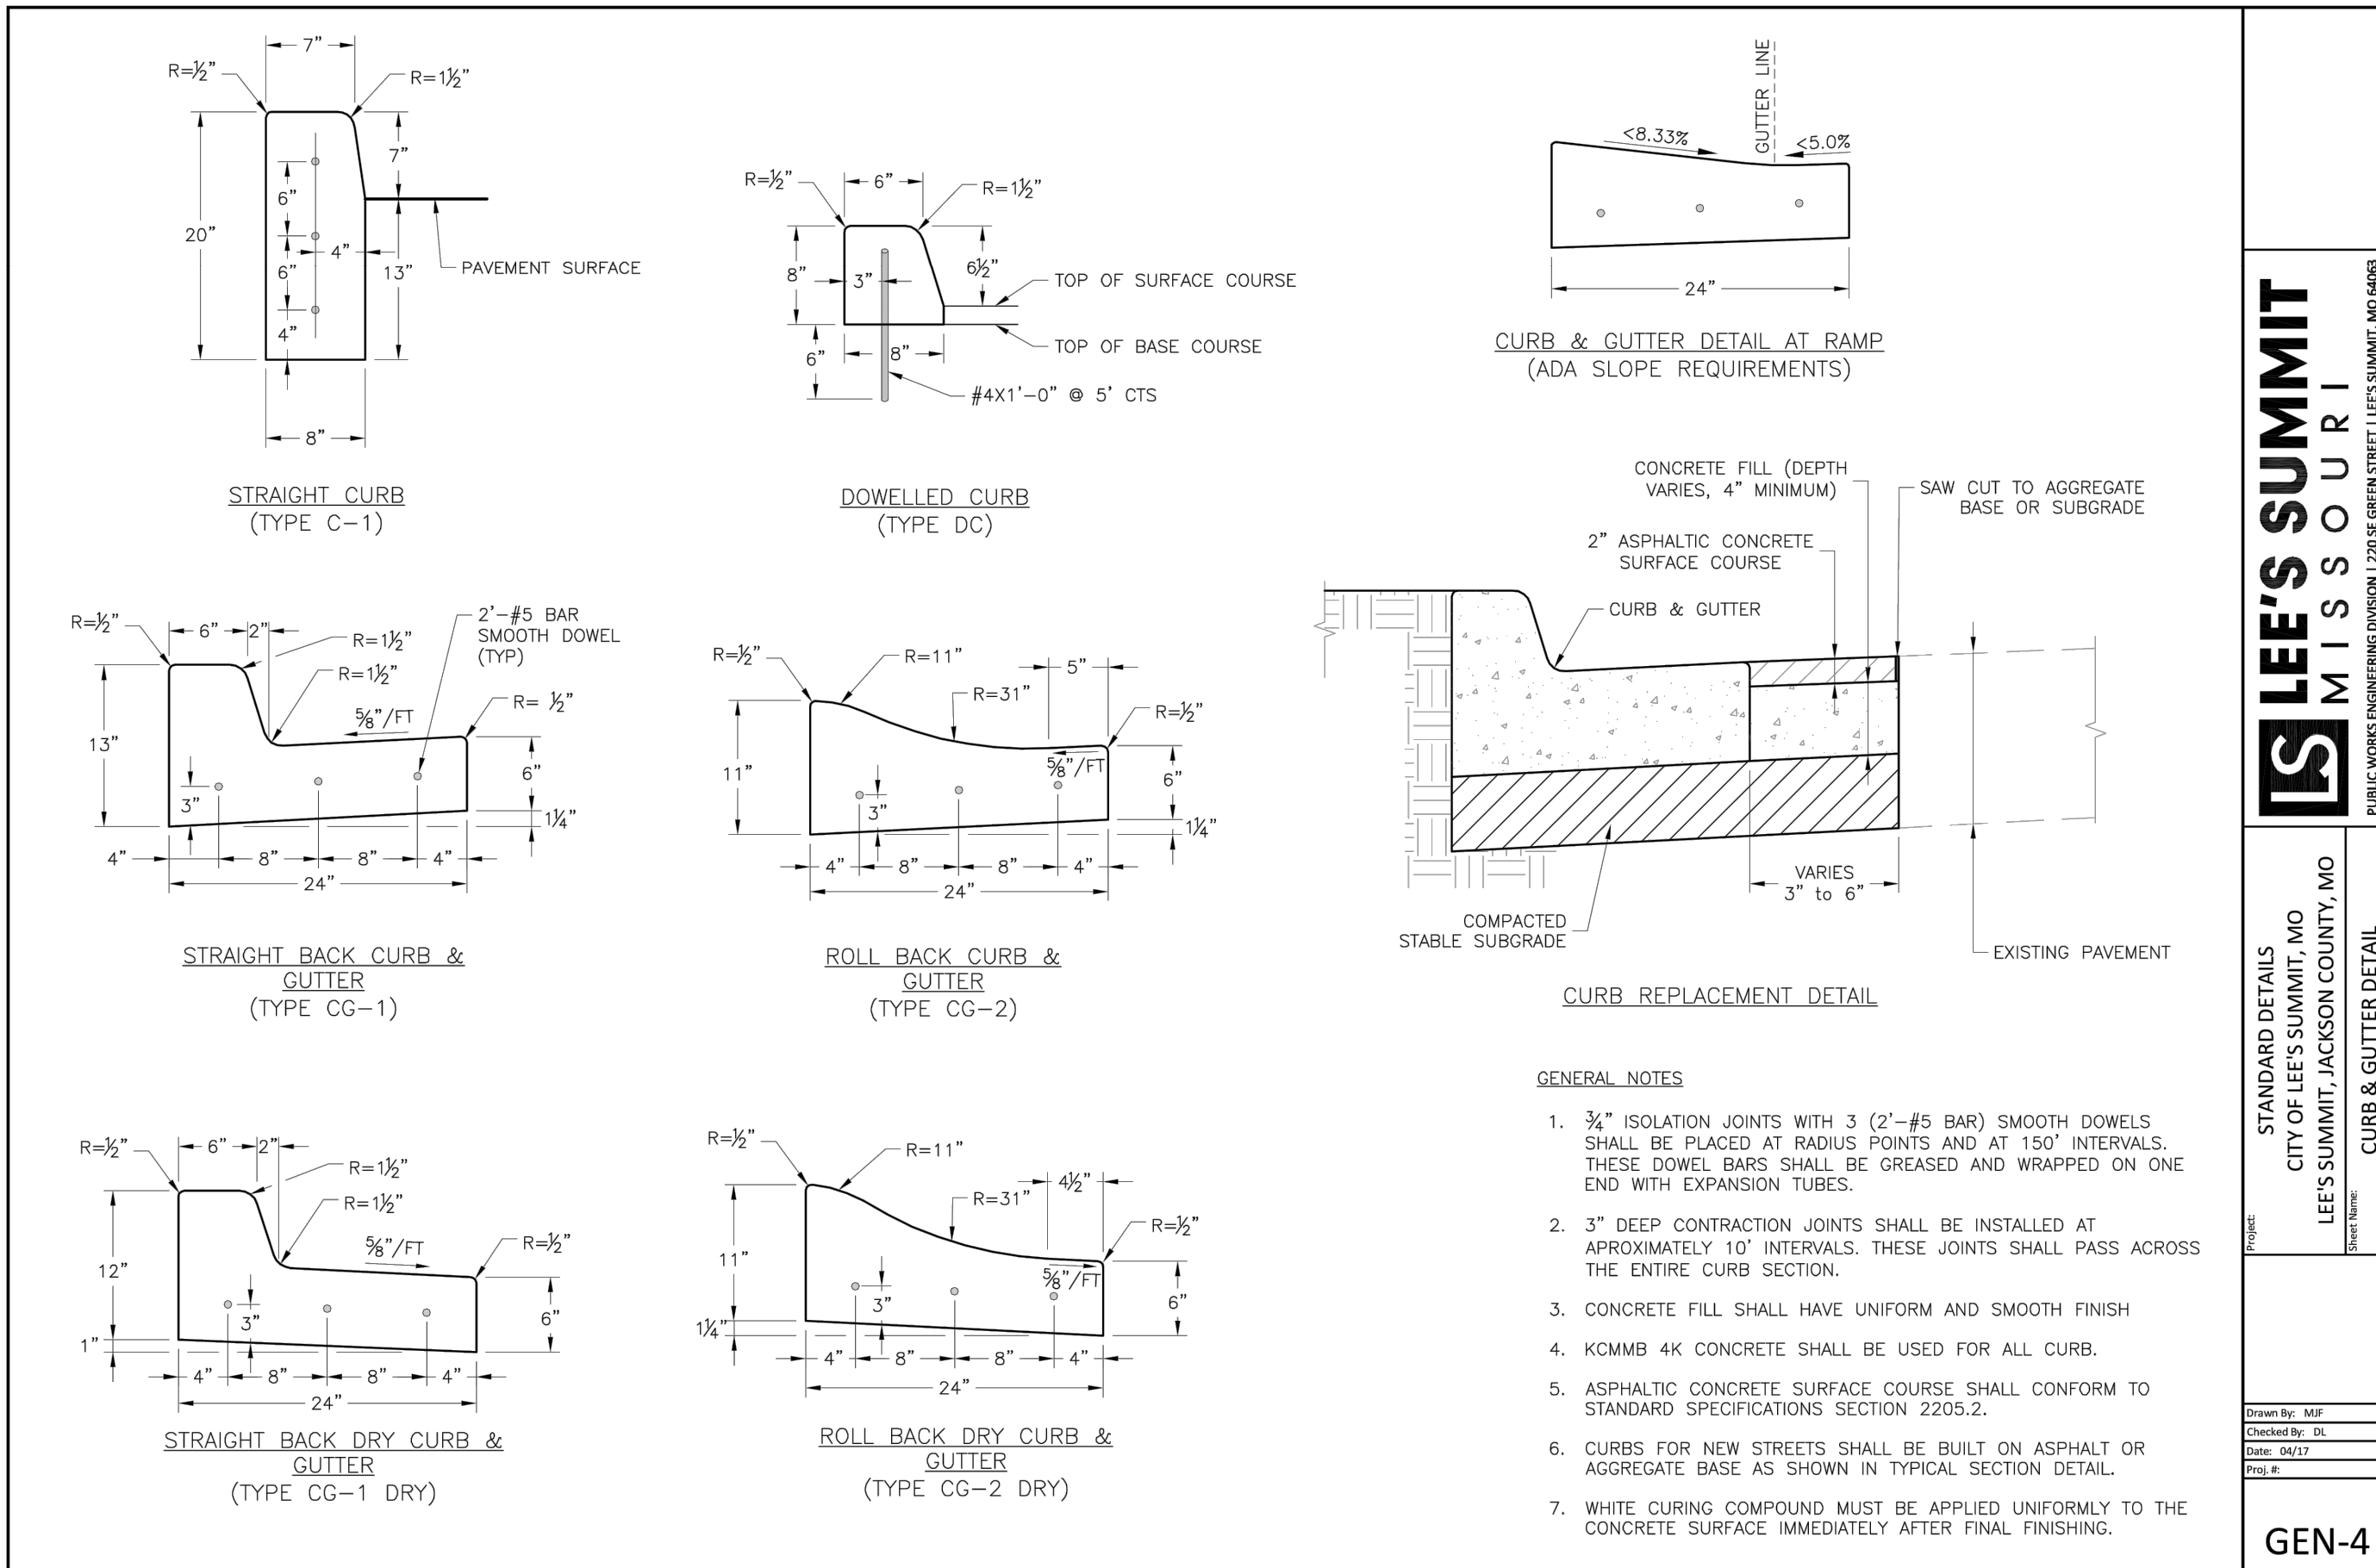 7"
R=½"
R=1½"
7"
6"
20"
4"
6"
13"
PAVEMENT SURFACE
4"
8"
STRAIGHT CURB
(TYPE C-1)
R=½"
6"
R=1½"
8"
3"
6½"
TOP OF SURFACE COURSE
6"
8"
TOP OF BASE COURSE
#4X1'-0" @ 5' CTS
DOWELLED CURB
(TYPE DC)
GUTTER LINE
<8.33%
<5.0%
24"
CURB & GUTTER DETAIL AT RAMP
(ADA SLOPE REQUIREMENTS)
R=½"
6"
2"
R=1½"
R=1½"
2'-#5 BAR
SMOOTH DOWEL
(TYP)
R= ½"
⅝"/FT
13"
3"
6"
1¼"
4"
8"
8"
4"
24"
STRAIGHT BACK CURB &
GUTTER
(TYPE CG-1)
R=½"
R=11"
5"
R=31"
R=½"
⅝"/FT
11"
3"
6"
1¼"
4"
8"
8"
4"
24"
ROLL BACK CURB &
GUTTER
(TYPE CG-2)
CONCRETE FILL (DEPTH
VARIES, 4" MINIMUM)
SAW CUT TO AGGREGATE
BASE OR SUBGRADE
2" ASPHALTIC CONCRETE
SURFACE COURSE
CURB & GUTTER
VARIES
3" to 6"
COMPACTED
STABLE SUBGRADE
EXISTING PAVEMENT
CURB REPLACEMENT DETAIL
R=½"
6"
2"
R=1½"
R=1½"
⅝"/FT
R=½"
12"
3"
6"
1"
4"
8"
8"
4"
24"
STRAIGHT BACK DRY CURB &
GUTTER
(TYPE CG-1 DRY)
R=½"
R=11"
4½"
R=31"
R=½"
⅝"/FT
11"
3"
6"
1¼"
4"
8"
8"
4"
24"
ROLL BACK DRY CURB &
GUTTER
(TYPE CG-2 DRY)
GENERAL NOTES
1. ¾" ISOLATION JOINTS WITH 3 (2'-#5 BAR) SMOOTH DOWELS
SHALL BE PLACED AT RADIUS POINTS AND AT 150' INTERVALS.
THESE DOWEL BARS SHALL BE GREASED AND WRAPPED ON ONE
END WITH EXPANSION TUBES.
2. 3" DEEP CONTRACTION JOINTS SHALL BE INSTALLED AT
APROXIMATELY 10' INTERVALS. THESE JOINTS SHALL PASS ACROSS
THE ENTIRE CURB SECTION.
3. CONCRETE FILL SHALL HAVE UNIFORM AND SMOOTH FINISH
4. KCMMB 4K CONCRETE SHALL BE USED FOR ALL CURB.
5. ASPHALTIC CONCRETE SURFACE COURSE SHALL CONFORM TO
STANDARD SPECIFICATIONS SECTION 2205.2.
6. CURBS FOR NEW STREETS SHALL BE BUILT ON ASPHALT OR
AGGREGATE BASE AS SHOWN IN TYPICAL SECTION DETAIL.
7. WHITE CURING COMPOUND MUST BE APPLIED UNIFORMLY TO THE
CONCRETE SURFACE IMMEDIATELY AFTER FINAL FINISHING.
LS
LEE'S SUMMIT
MISSOURI
PUBLIC WORKS ENGINEERING DIVISION | 220 SE GREEN STREET | LEE'S SUMMIT, MO 64063
Project:
STANDARD DETAILS
CITY OF LEE'S SUMMIT, MO
LEE'S SUMMIT, JACKSON COUNTY, MO
Sheet Name:
CURB & GUTTER DETAIL
Drawn By: MJF
Checked By: DL
Date: 04/17
Proj. #:
GEN-4